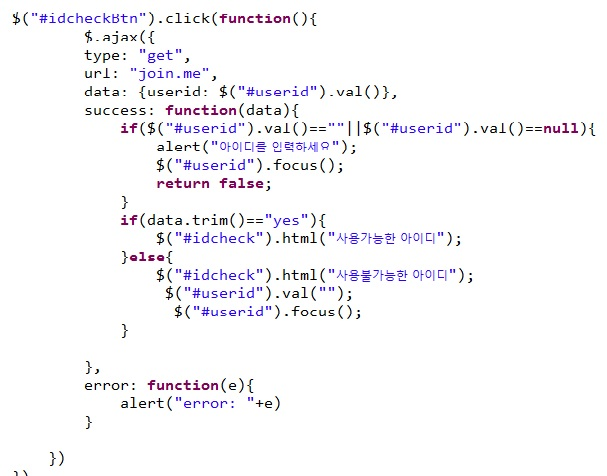 $("#idcheckBtn").click(function(){
$.ajax({
type: "get",
url: "join.me",
data: {userid: $("#userid").val()},
success: function(data){
if($("#userid").val()==""||$("#userid").val()==null){
alert("아이디를 입력하세요");
$("#userid").focus();
return false;
}
if(data.trim()=="yes"){
$("#idcheck").html("사용가능한 아이디");
}else{
$("#idcheck").html("사용불가능한 아이디");
$("#userid").val("");
$("#userid").focus();
}
},
error: function(e){
alert("error: "+e)
}
})
})